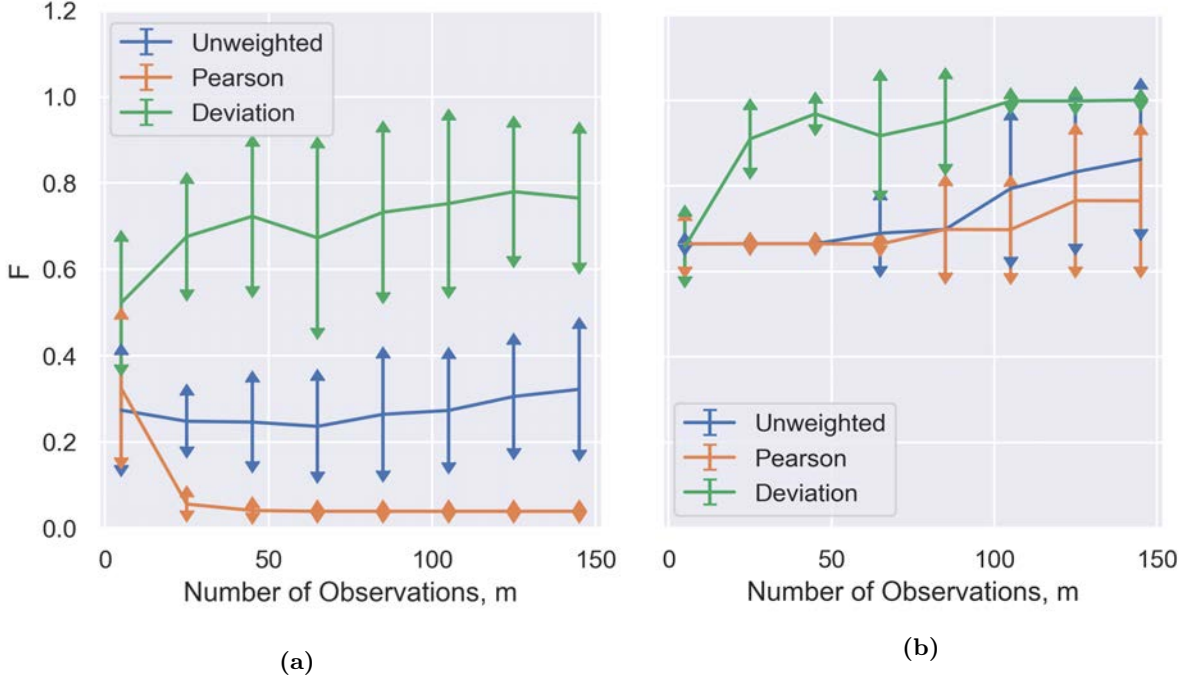 1.2
1.0
0.8
0.6
0.4
0.2
0.0
F
Unweighted
Pearson
Deviation
0
50
100
150
Number of Observations, m
(a)
Unweighted
Pearson
Deviation
0
50
100
150
Number of Observations, m
(b)